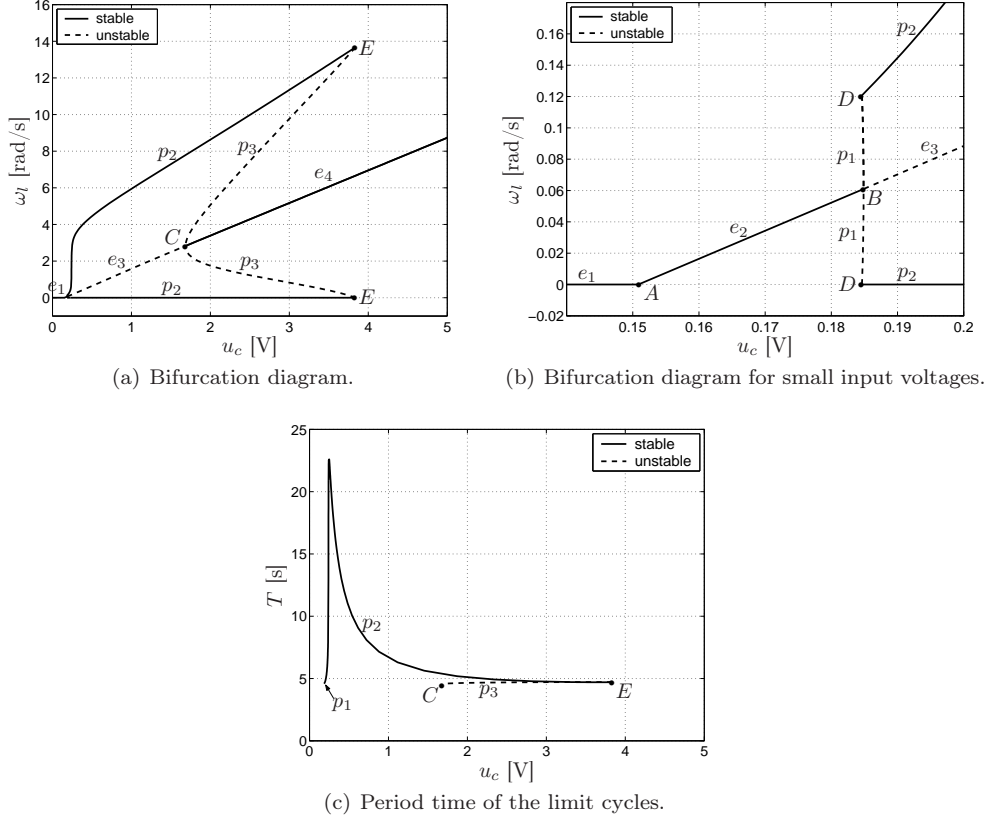 16
14
12
10
8
6
4
2
0
ω_l [rad/s]
stable
unstable
E
p_2
p_3
e_4
C
e_3
p_3
e_1
p_2
E
0 1 2 3 4 5
u_c [V]
(a) Bifurcation diagram.
0.16
0.14
0.12
0.1
0.08
0.06
0.04
0.02
0
−0.02
ω_l [rad/s]
stable
unstable
p_2
D
p_1
e_3
B
e_2
p_1
e_1
A
D
p_2
0.15 0.16 0.17 0.18 0.19 0.2
u_c [V]
(b) Bifurcation diagram for small input voltages.
25
20
15
10
5
0
T [s]
stable
unstable
p_2
p_1
C
p_3
E
0 1 2 3 4 5
u_c [V]
(c) Period time of the limit cycles.